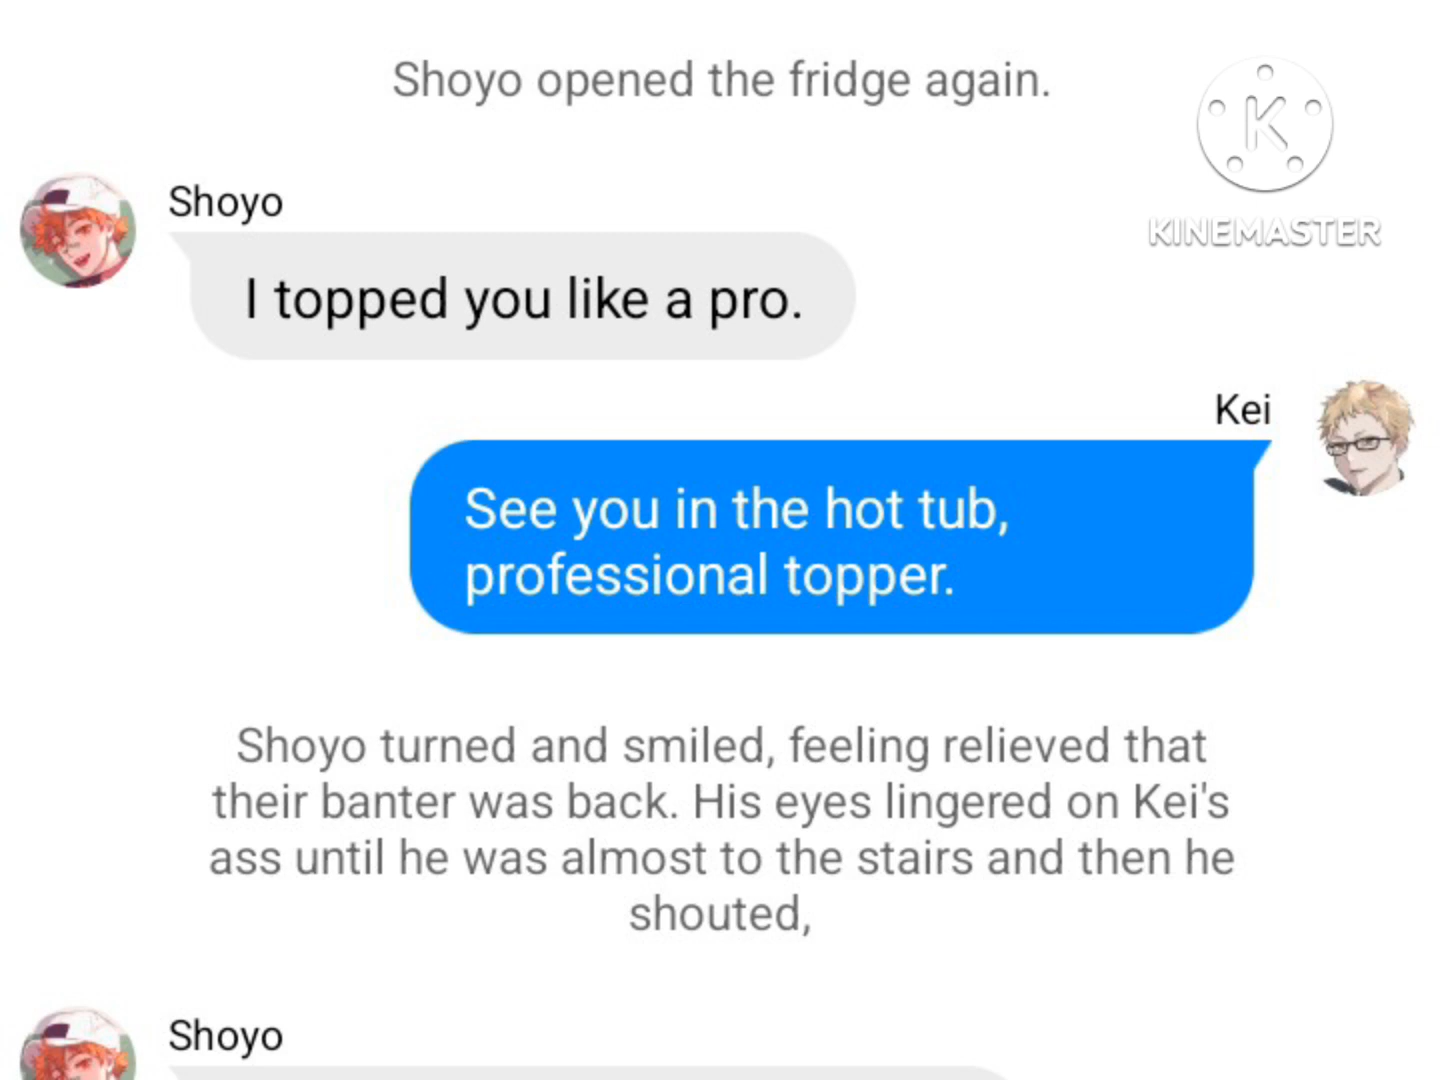 Shoyo opened the fridge again.
K
KINEMASTER
Shoyo
I topped you like a pro.
Kei
See you in the hot tub,
professional topper.
Shoyo turned and smiled, feeling relieved that
their banter was back. His eyes lingered on Kei's
ass until he was almost to the stairs and then he
shouted,
Shoyo